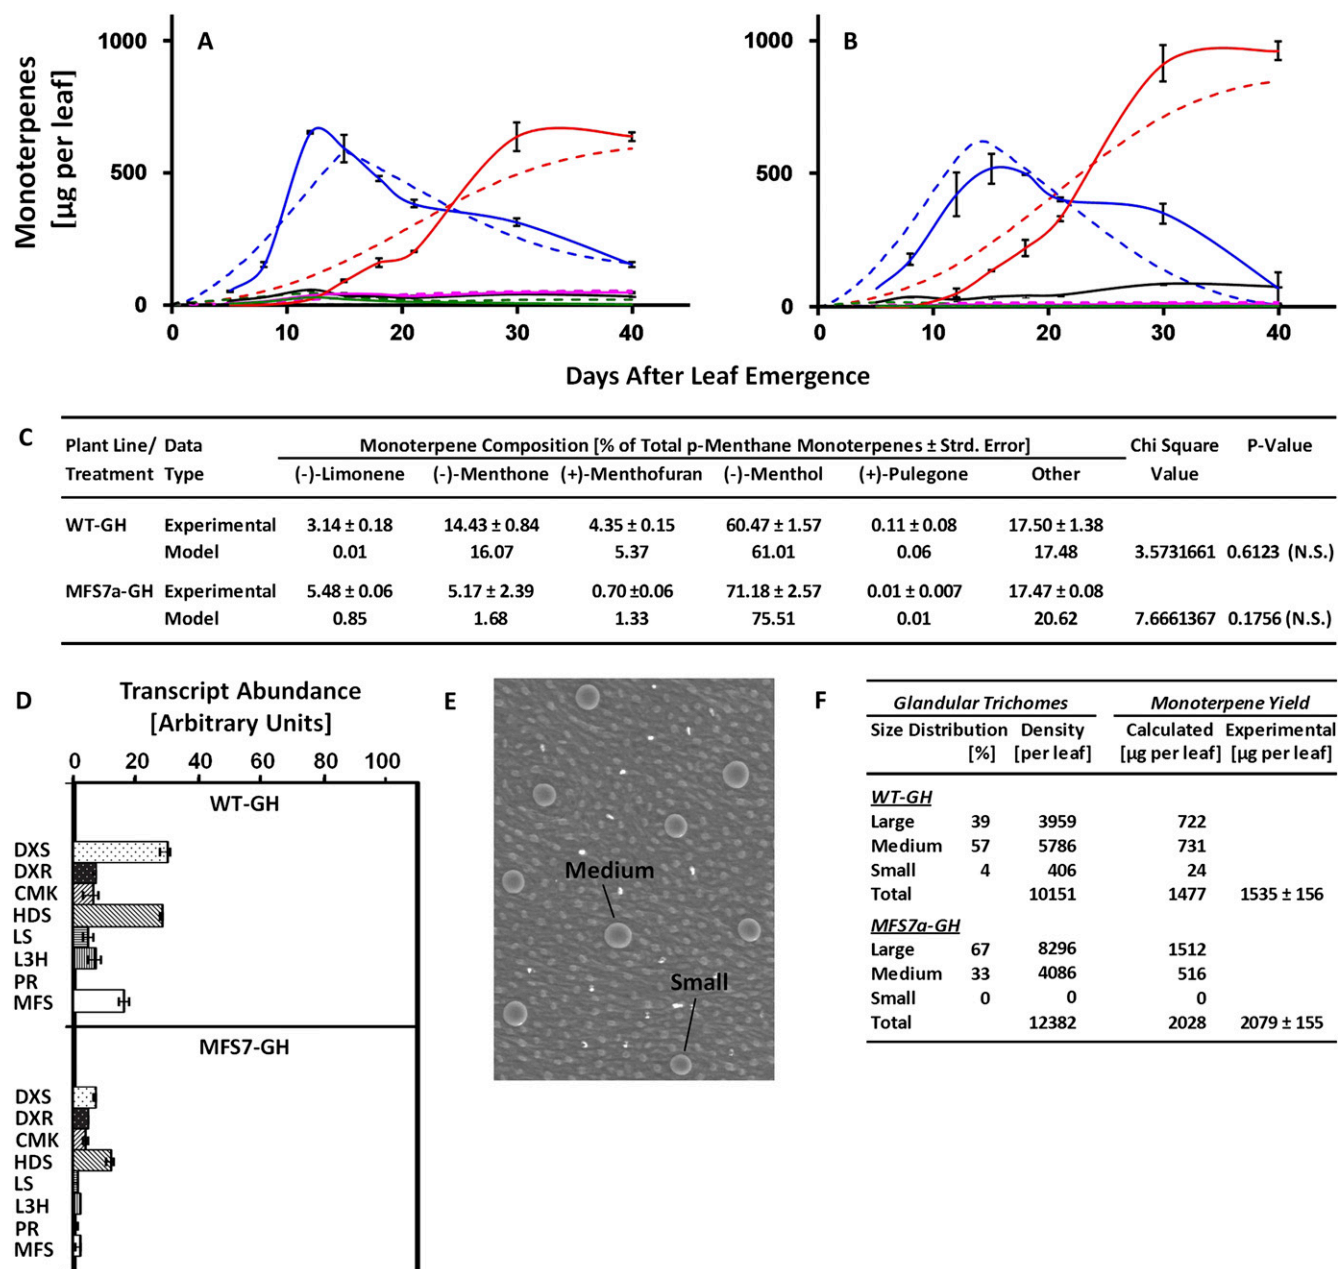 A
B
Monoterpenes
[µg per leaf]
1000
500
0
0 10 20 30 40
1000
500
0
0 10 20 30 40
Days After Leaf Emergence
C
Plant Line/ Data Monoterpene Composition [% of Total p-Menthane Monoterpenes ± Strd. Error] Chi Square P-Value
Treatment Type (-)-Limonene (-)-Menthone (+)-Menthofuran (-)-Menthol (+)-Pulegone Other Value
WT-GH Experimental 3.14 ± 0.18 14.43 ± 0.84 4.35 ± 0.15 60.47 ± 1.57 0.11 ± 0.08 17.50 ± 1.38
Model 0.01 16.07 5.37 61.01 0.06 17.48 3.5731661 0.6123 (N.S.)
MFS7a-GH Experimental 5.48 ± 0.06 5.17 ± 2.39 0.70 ±0.06 71.18 ± 2.57 0.01 ± 0.007 17.47 ± 0.08
Model 0.85 1.68 1.33 75.51 0.01 20.62 7.6661367 0.1756 (N.S.)
D
Transcript Abundance
[Arbitrary Units]
0 20 40 60 80 100
WT-GH
DXS
DXR
CMK
HDS
LS
L3H
PR
MFS
MFS7-GH
DXS
DXR
CMK
HDS
LS
L3H
PR
MFS
E
Medium
Small
F
Glandular Trichomes Monoterpene Yield
Size Distribution Density Calculated Experimental
[%] [per leaf] [µg per leaf] [µg per leaf]
WT-GH
Large 39 3959 722
Medium 57 5786 731
Small 4 406 24
Total 10151 1477 1535 ± 156
MFS7a-GH
Large 67 8296 1512
Medium 33 4086 516
Small 0 0 0
Total 12382 2028 2079 ± 155